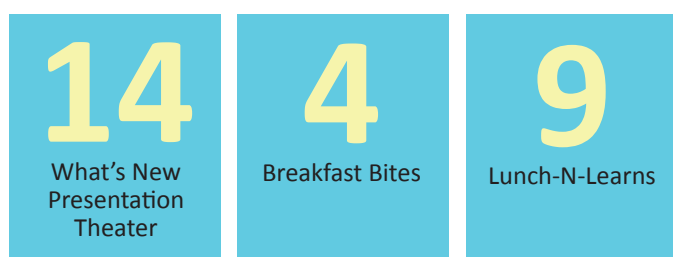 14
What's New
Presentation
Theater
4
Breakfast Bites
9
Lunch-N-Learns